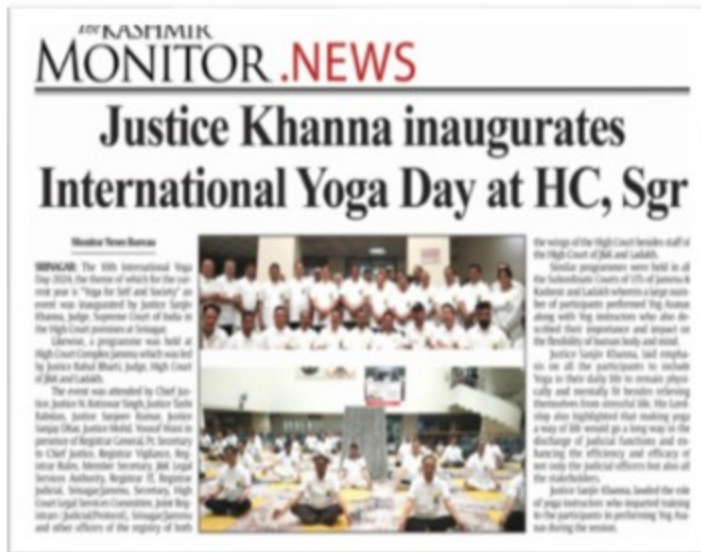 The KASHMIR
MONITOR .NEWS
Justice Khanna inaugurates
International Yoga Day at HC, Sgr
Monitor News Bureau
SRINAGAR: The 10th International Yoga
Day-2024, the theme of which for the cur-
rent year is "Yoga for Self and Society" an
event was inaugurated by Justice Sanjiv
Khanna, Judge, Supreme Court of India in
the High Court premises at Srinagar.
Likewise, a programme was held at
High Court Complex Jammu which was led
by Justice Rahul Bharti, Judge, High Court
of J&K and Ladakh.
The event was attended by Chief Jus-
tice, Justice N. Kotiswar Singh, Justice Tashi
Rabstan, Justice Sanjeev Kumar, Justice
Sanjay Dhar, Justice Mohd. Yousuf Wani in
presence of Registrar General, Pr. Secretary
to Chief Justice, Registrar Vigilance, Reg-
istrar Rules, Member Secretary, J&K Legal
Services Authority, Registrar IT, Registrar
Judicial, Srinagar/Jammu, Secretary, High
Court Legal Services Committee, Joint Reg-
istrars (Judicial/Protocol), Srinagar/Jammu
and other officers of the registry of both
the wings of the High Court besides staff of
the High Court of J&K and Ladakh.
Similar programmes were held in all
the Subordinate Courts of UTs of Jammu &
Kashmir and Ladakh wherein a large num-
ber of participants performed Yog Asanas
along with Yog instructors who also de-
scribed their importance and impact on
the flexibility of human body and mind.
Justice Sanjiv Khanna, laid empha-
sis on all the participants to include
Yoga in their daily life to remain physi-
cally and mentally fit besides relieving
themselves from stressful life. His Lord-
ship also highlighted that making yoga
a way of life would go a long way in the
discharge of judicial functions and en-
hancing the efficiency and efficacy of
not only the judicial officers but also all
the stakeholders.
Justice Sanjiv Khanna, lauded the role
of yoga instructors who imparted training
to the participants in performing Yog Asa-
nas during the session.